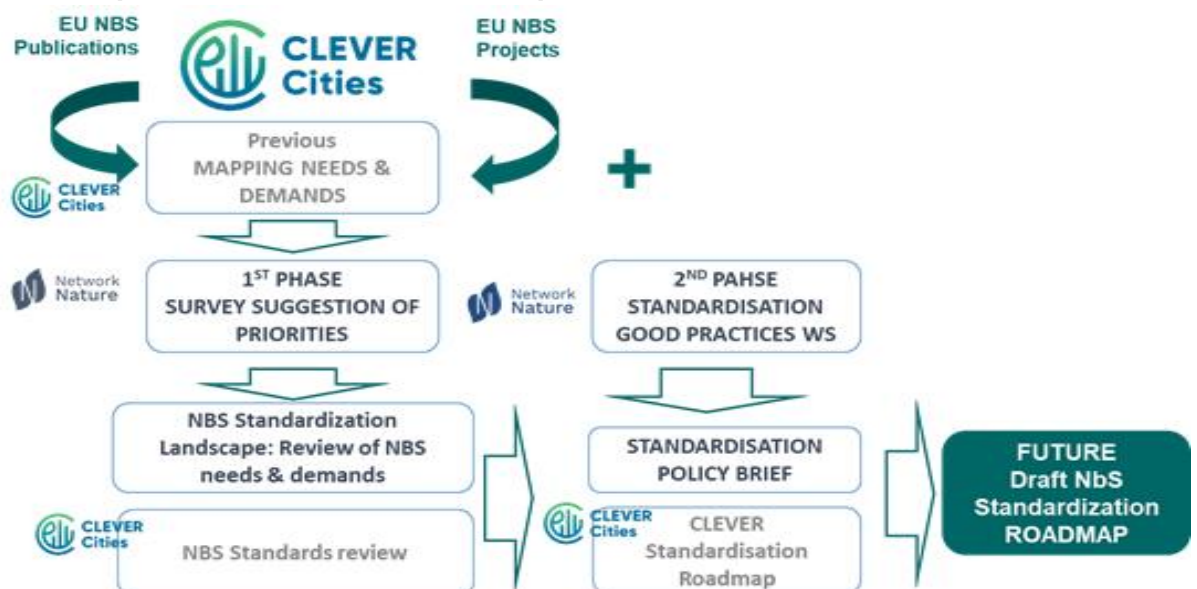 EU NBS
Publications
CLEVER
Cities
EU NBS
Projects
Previous
MAPPING NEEDS &
DEMANDS
CLEVER
Cities
+
Network
Nature
1ST PHASE
SURVEY SUGGESTION OF
PRIORITIES
Network
Nature
2ND PAHSE
STANDARDISATION
GOOD PRACTICES WS
NBS Standardization
Landscape: Review of NBS
needs & demands
STANDARDISATION
POLICY BRIEF
CLEVER
Cities
NBS Standards review
CLEVER
Cities
CLEVER
Standardisation
Roadmap
FUTURE
Draft NbS
Standardization
ROADMAP